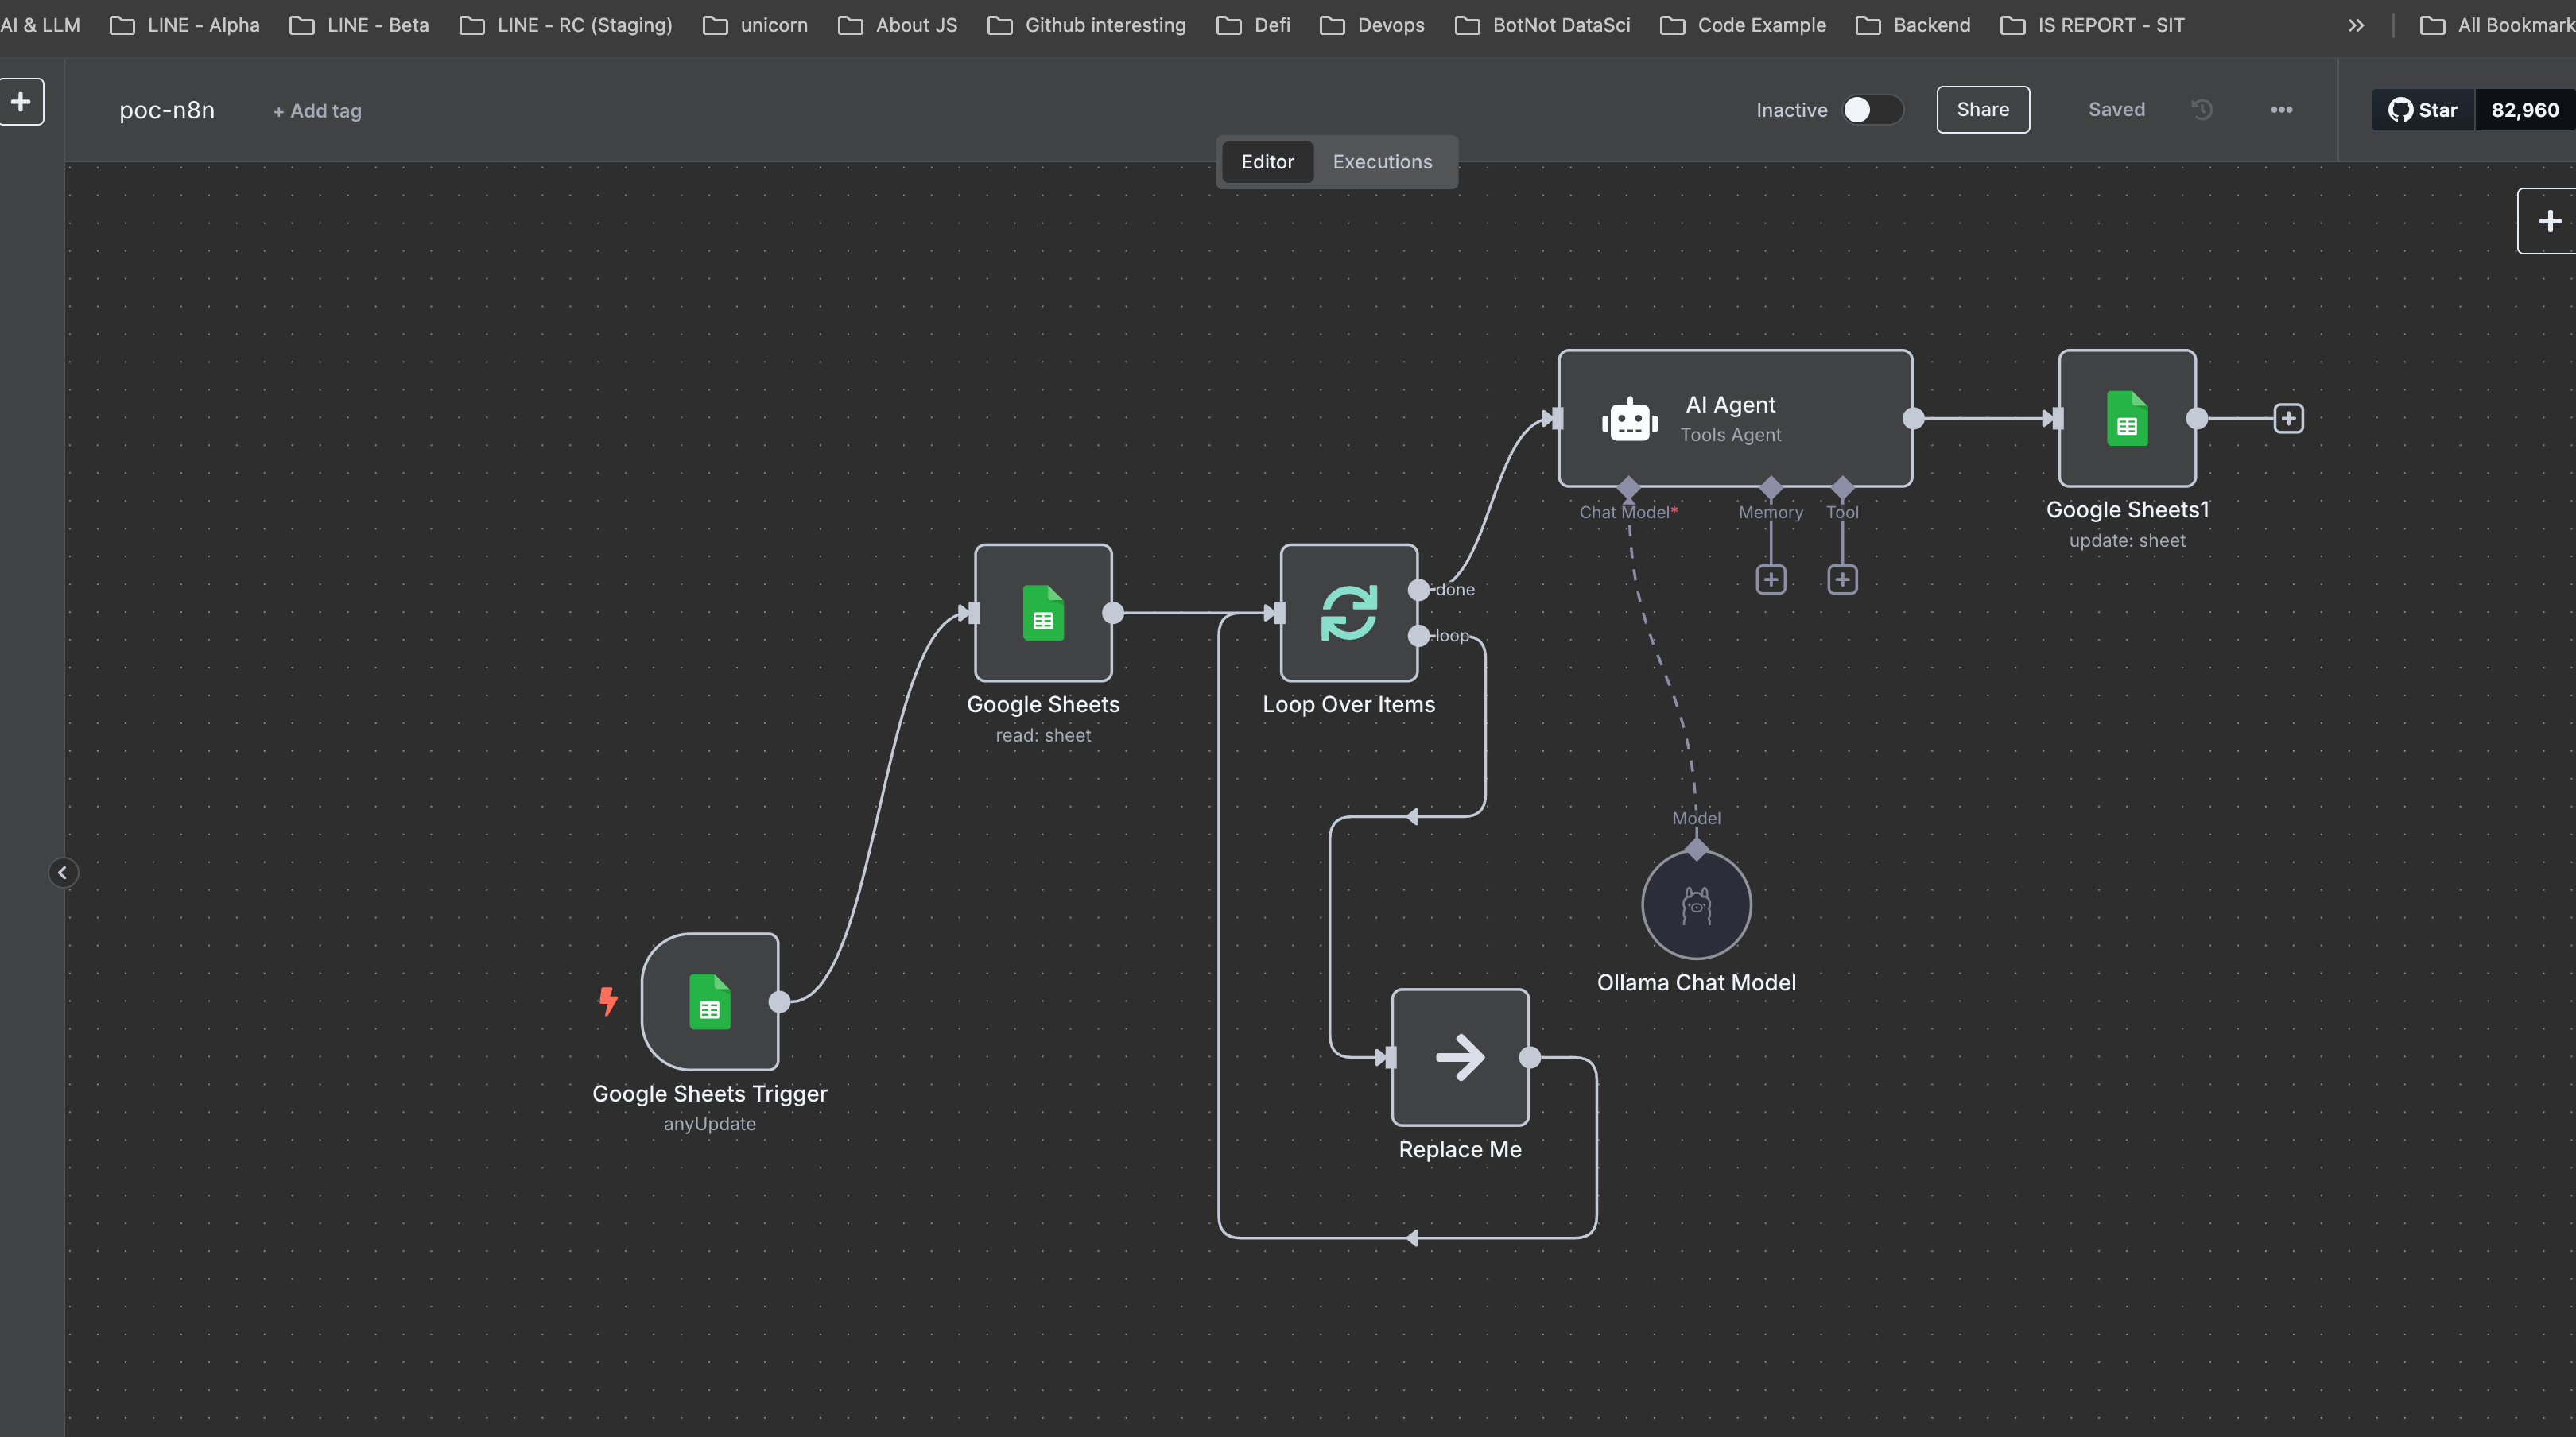 AI & LLM
LINE - Alpha
LINE - Beta
LINE - RC (Staging)
unicorn
About JS
Github interesting
Defi
Devops
BotNot DataSci
Code Example
Backend
IS REPORT - SIT
All Bookmark
poc-n8n
+ Add tag
Inactive
Share
Saved
Star
82,960
Editor
Executions
AI Agent
Tools Agent
Chat Model*
Memory
Tool
Google Sheets1
update: sheet
done
loop
Google Sheets
read: sheet
Loop Over Items
Model
Ollama Chat Model
Google Sheets Trigger
anyUpdate
Replace Me